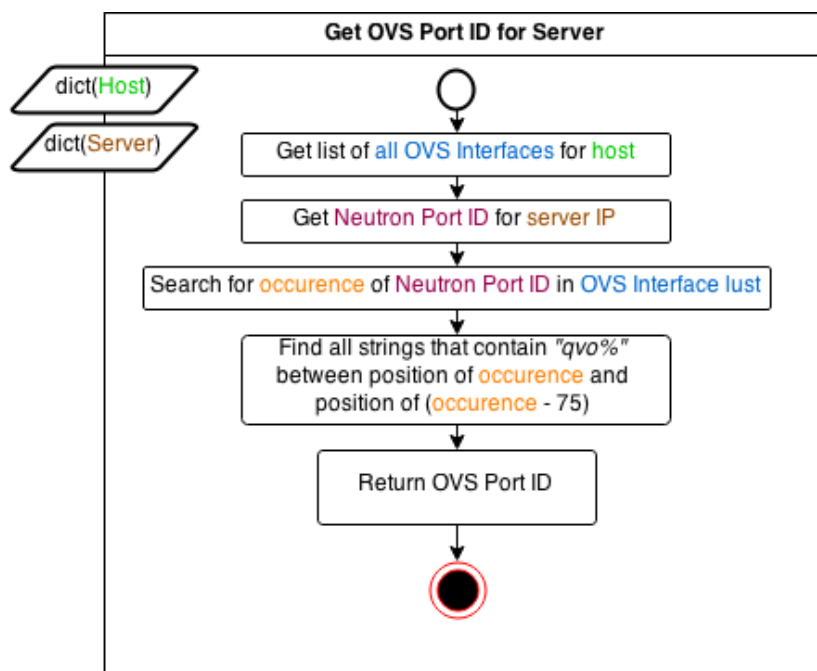 Get OVS Port ID for Server
dict(Host)
dict(Server)
Get list of all OVS Interfaces for host
Get Neutron Port ID for server IP
Search for occurence of Neutron Port ID in OVS Interface lust
Find all strings that contain "qvo%"
between position of occurence and
position of (occurence - 75)
Return OVS Port ID